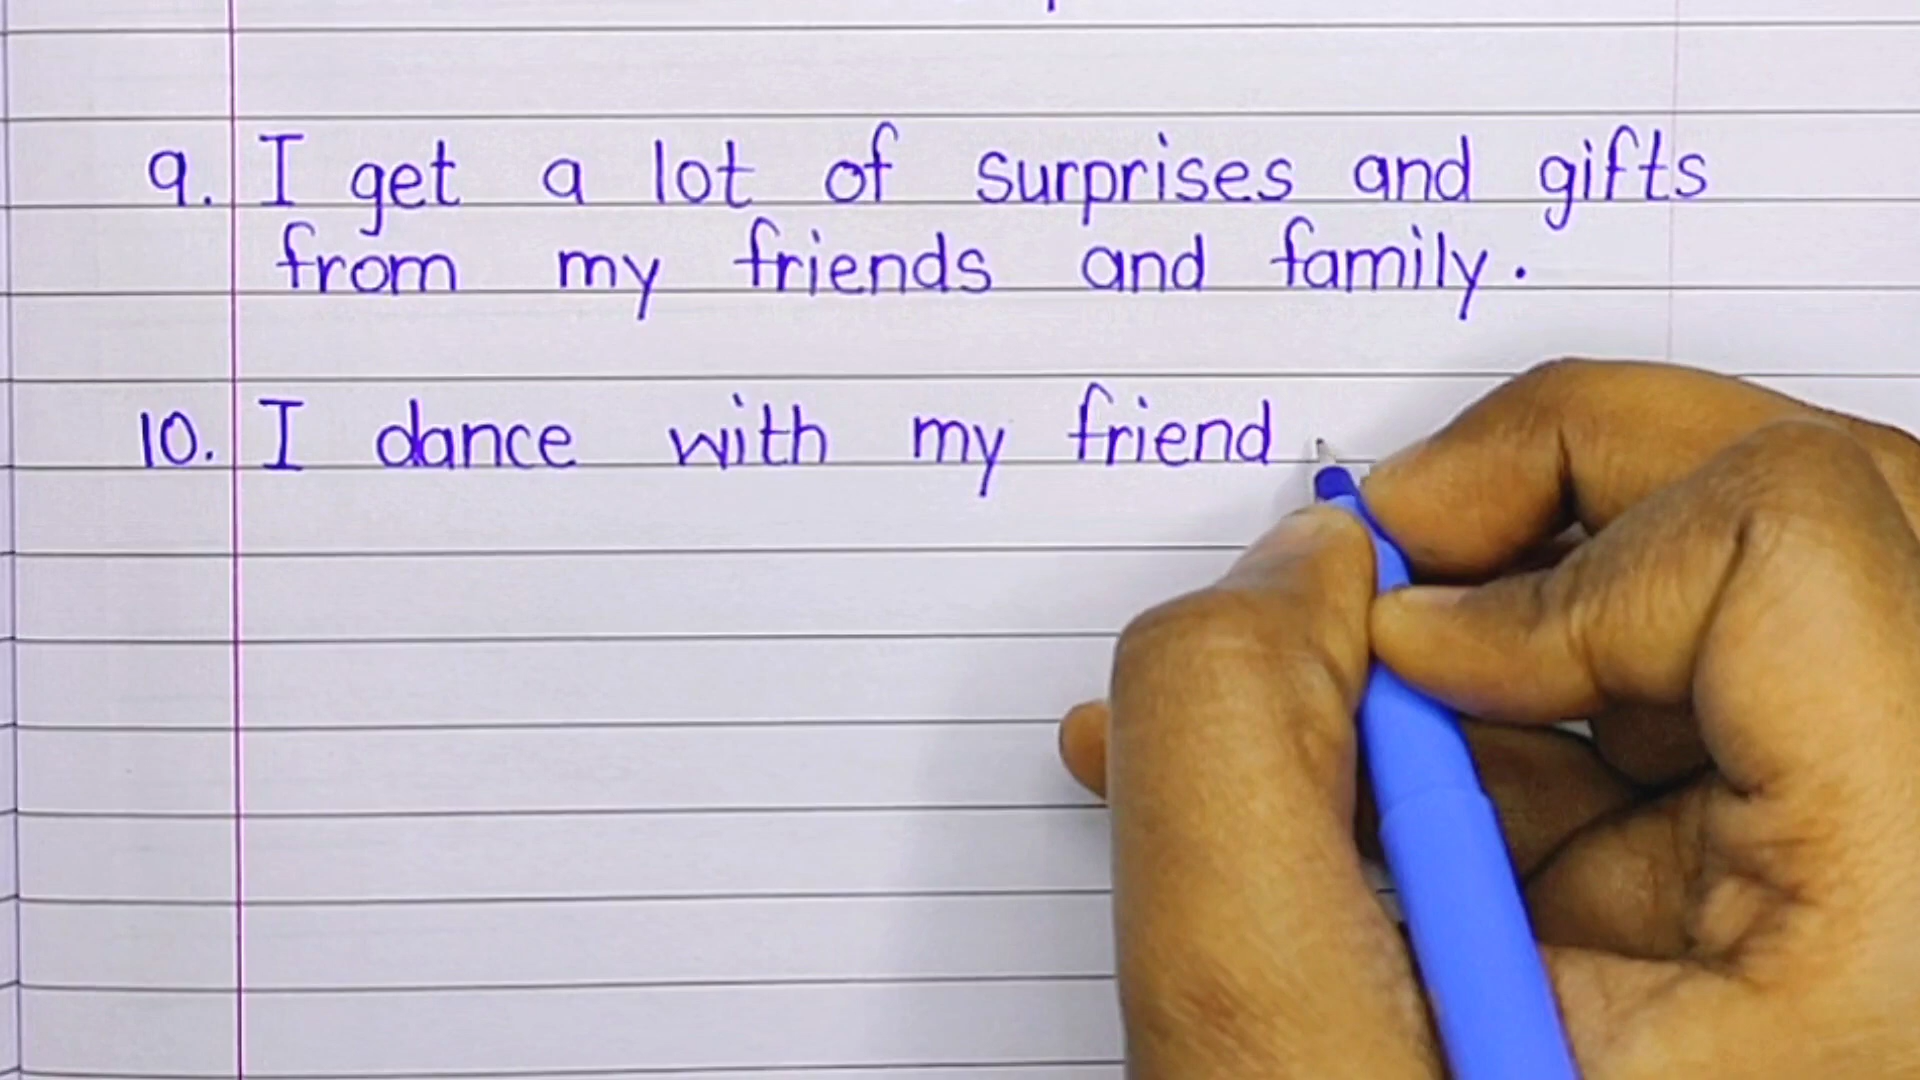 9. I get a lot of surprises and gifts
from my friends and family.
10. I dance with my friend